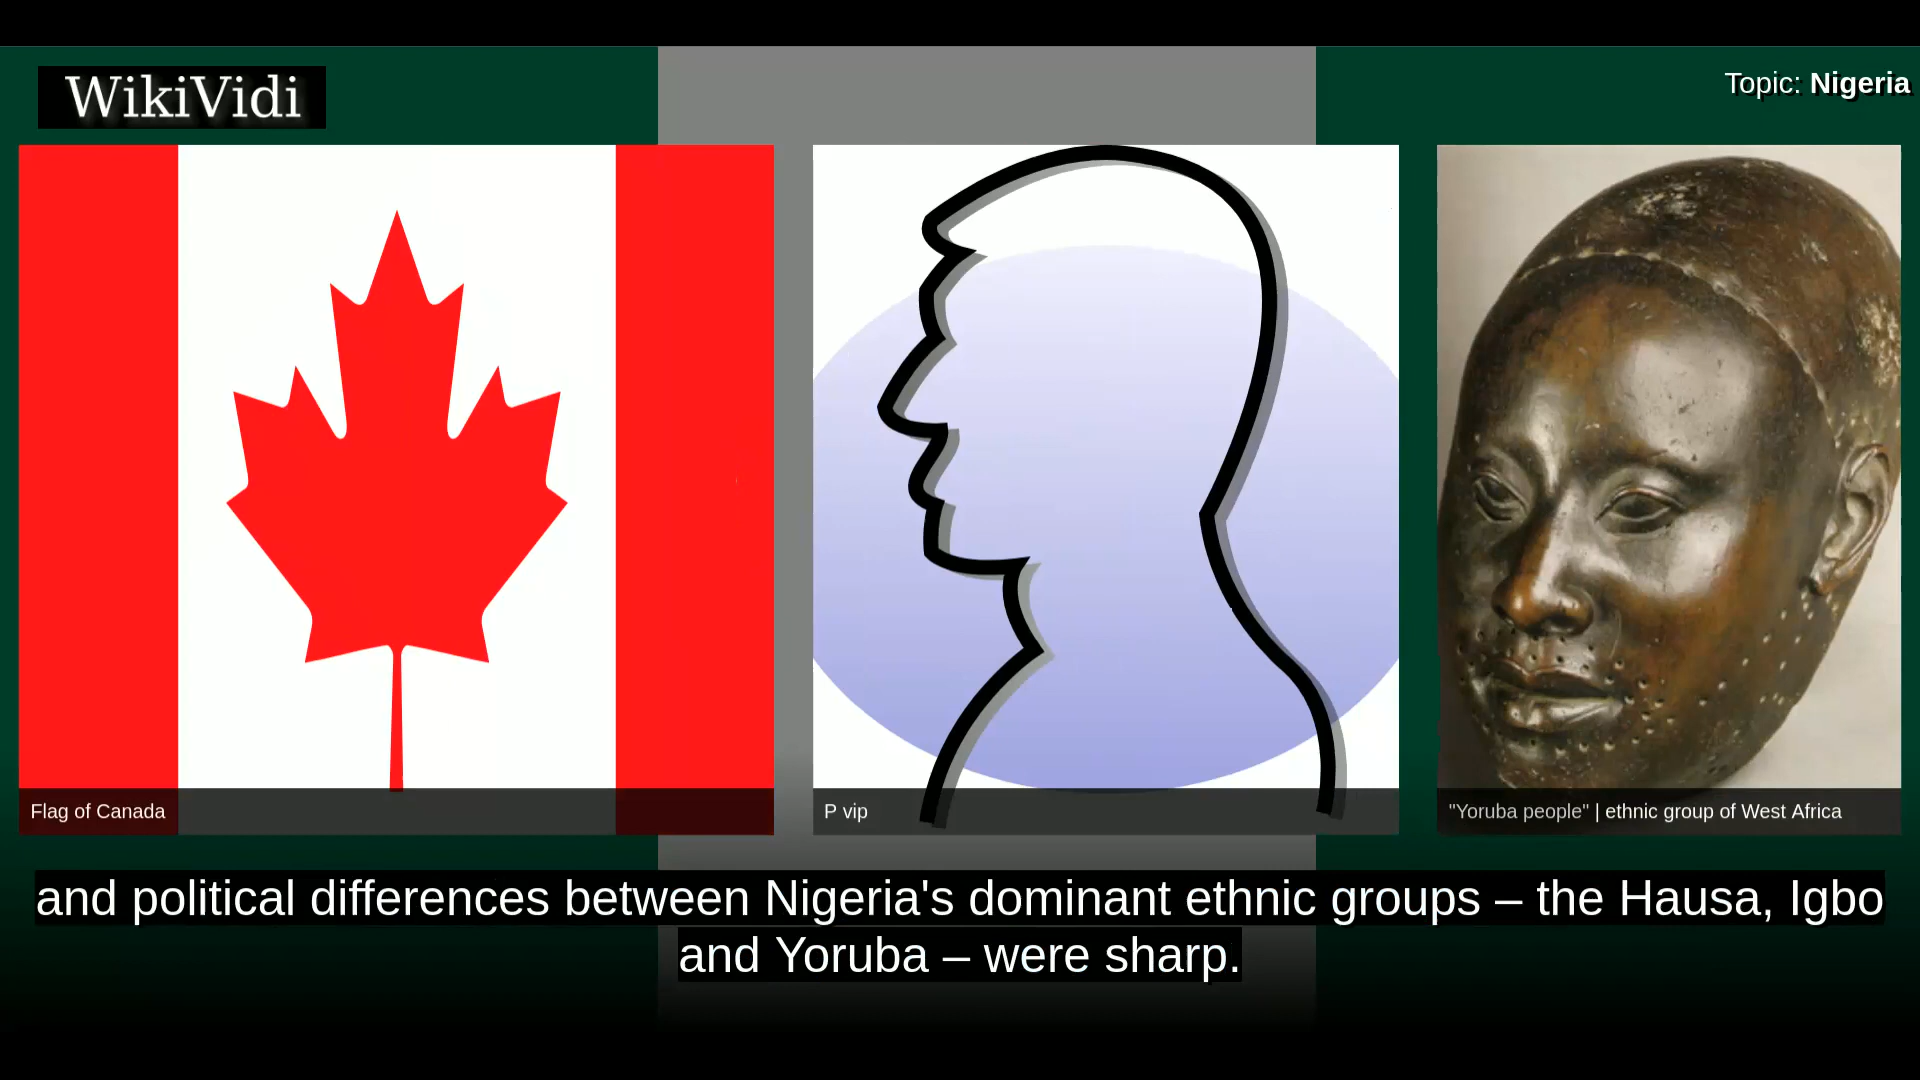 WikiVidi
Topic: Nigeria
Flag of Canada
P vip
"Yoruba people" | ethnic group of West Africa
and political differences between Nigeria's dominant ethnic groups – the Hausa, Igbo
and Yoruba – were sharp.